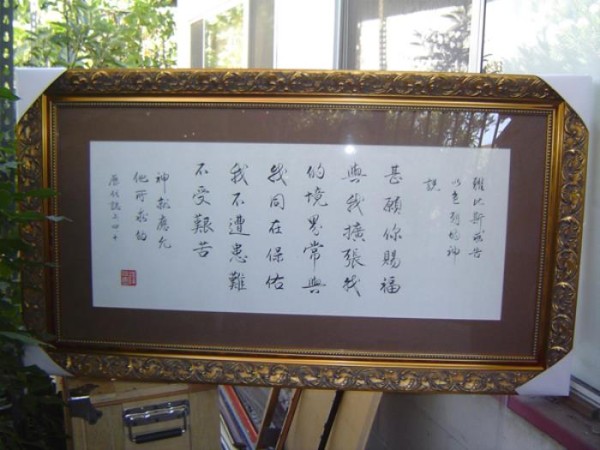 雅比斯求告
以色列的神
說
甚願你賜福
與我擴張我
的境界常與
我同在保佑
我不遭患難
不受艱苦
神就應允
他所求的
歷代誌上四十